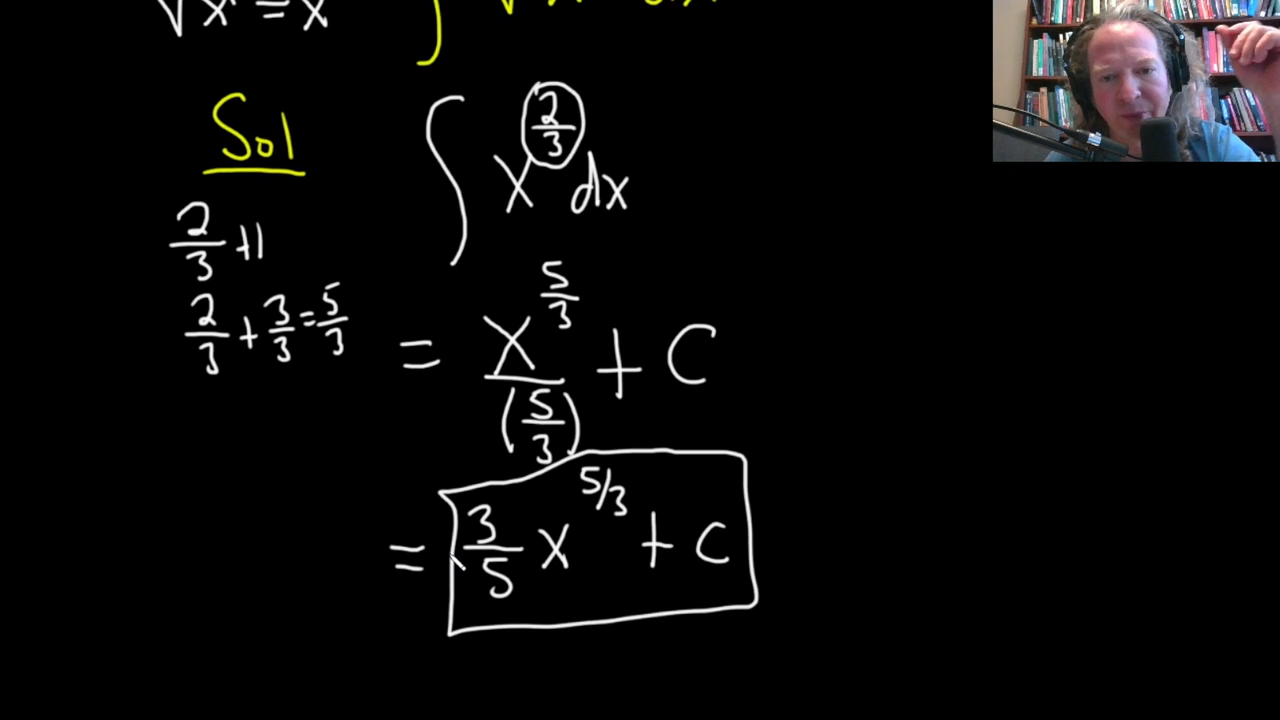 √x = x ∫ √x dx
Sol
∫ x^(2/3) dx
2/3 + 1
2/3 + 3/3 = 5/3
= x^(5/3) / (5/3) + C
= 3/5 x^(5/3) + C